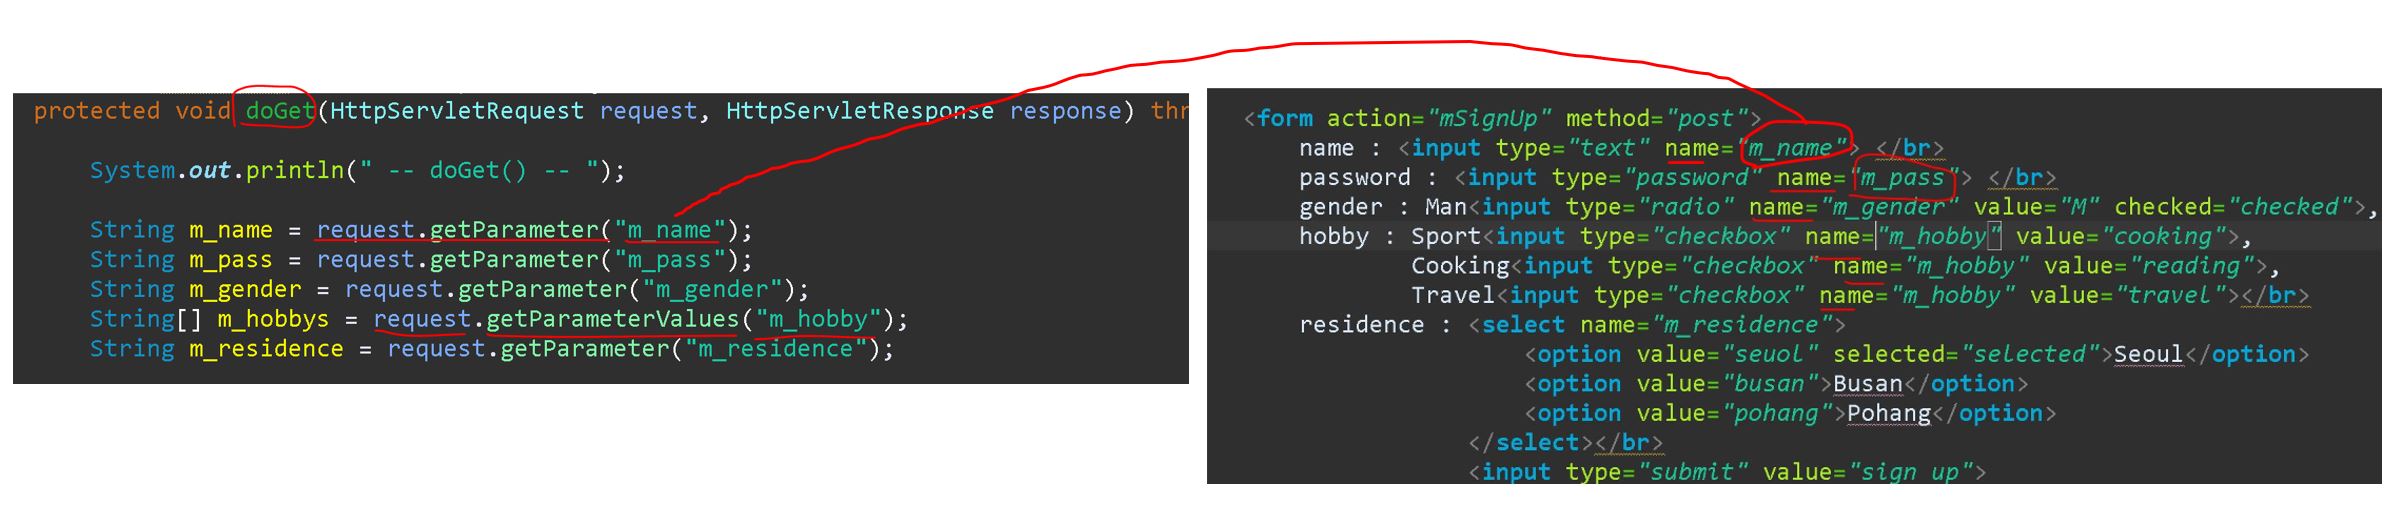 protected void doGet(HttpServletRequest request, HttpServletResponse response) thr
System.out.println(" -- doGet() -- ");
String m_name = request.getParameter("m_name");
String m_pass = request.getParameter("m_pass");
String m_gender = request.getParameter("m_gender");
String[] m_hobbys = request.getParameterValues("m_hobby");
String m_residence = request.getParameter("m_residence");
<form action="mSignUp" method="post">
name : <input type="text" name="m_name"> </br>
password : <input type="password" name="m_pass"> </br>
gender : Man<input type="radio" name="m_gender" value="M" checked="checked">,
hobby : Sport<input type="checkbox" name="m_hobby" value="cooking">,
Cooking<input type="checkbox" name="m_hobby" value="reading">,
Travel<input type="checkbox" name="m_hobby" value="travel"></br>
residence : <select name="m_residence">
<option value="seuol" selected="selected">Seoul</option>
<option value="busan">Busan</option>
<option value="pohang">Pohang</option>
</select></br>
<input type="submit" value="sign up">